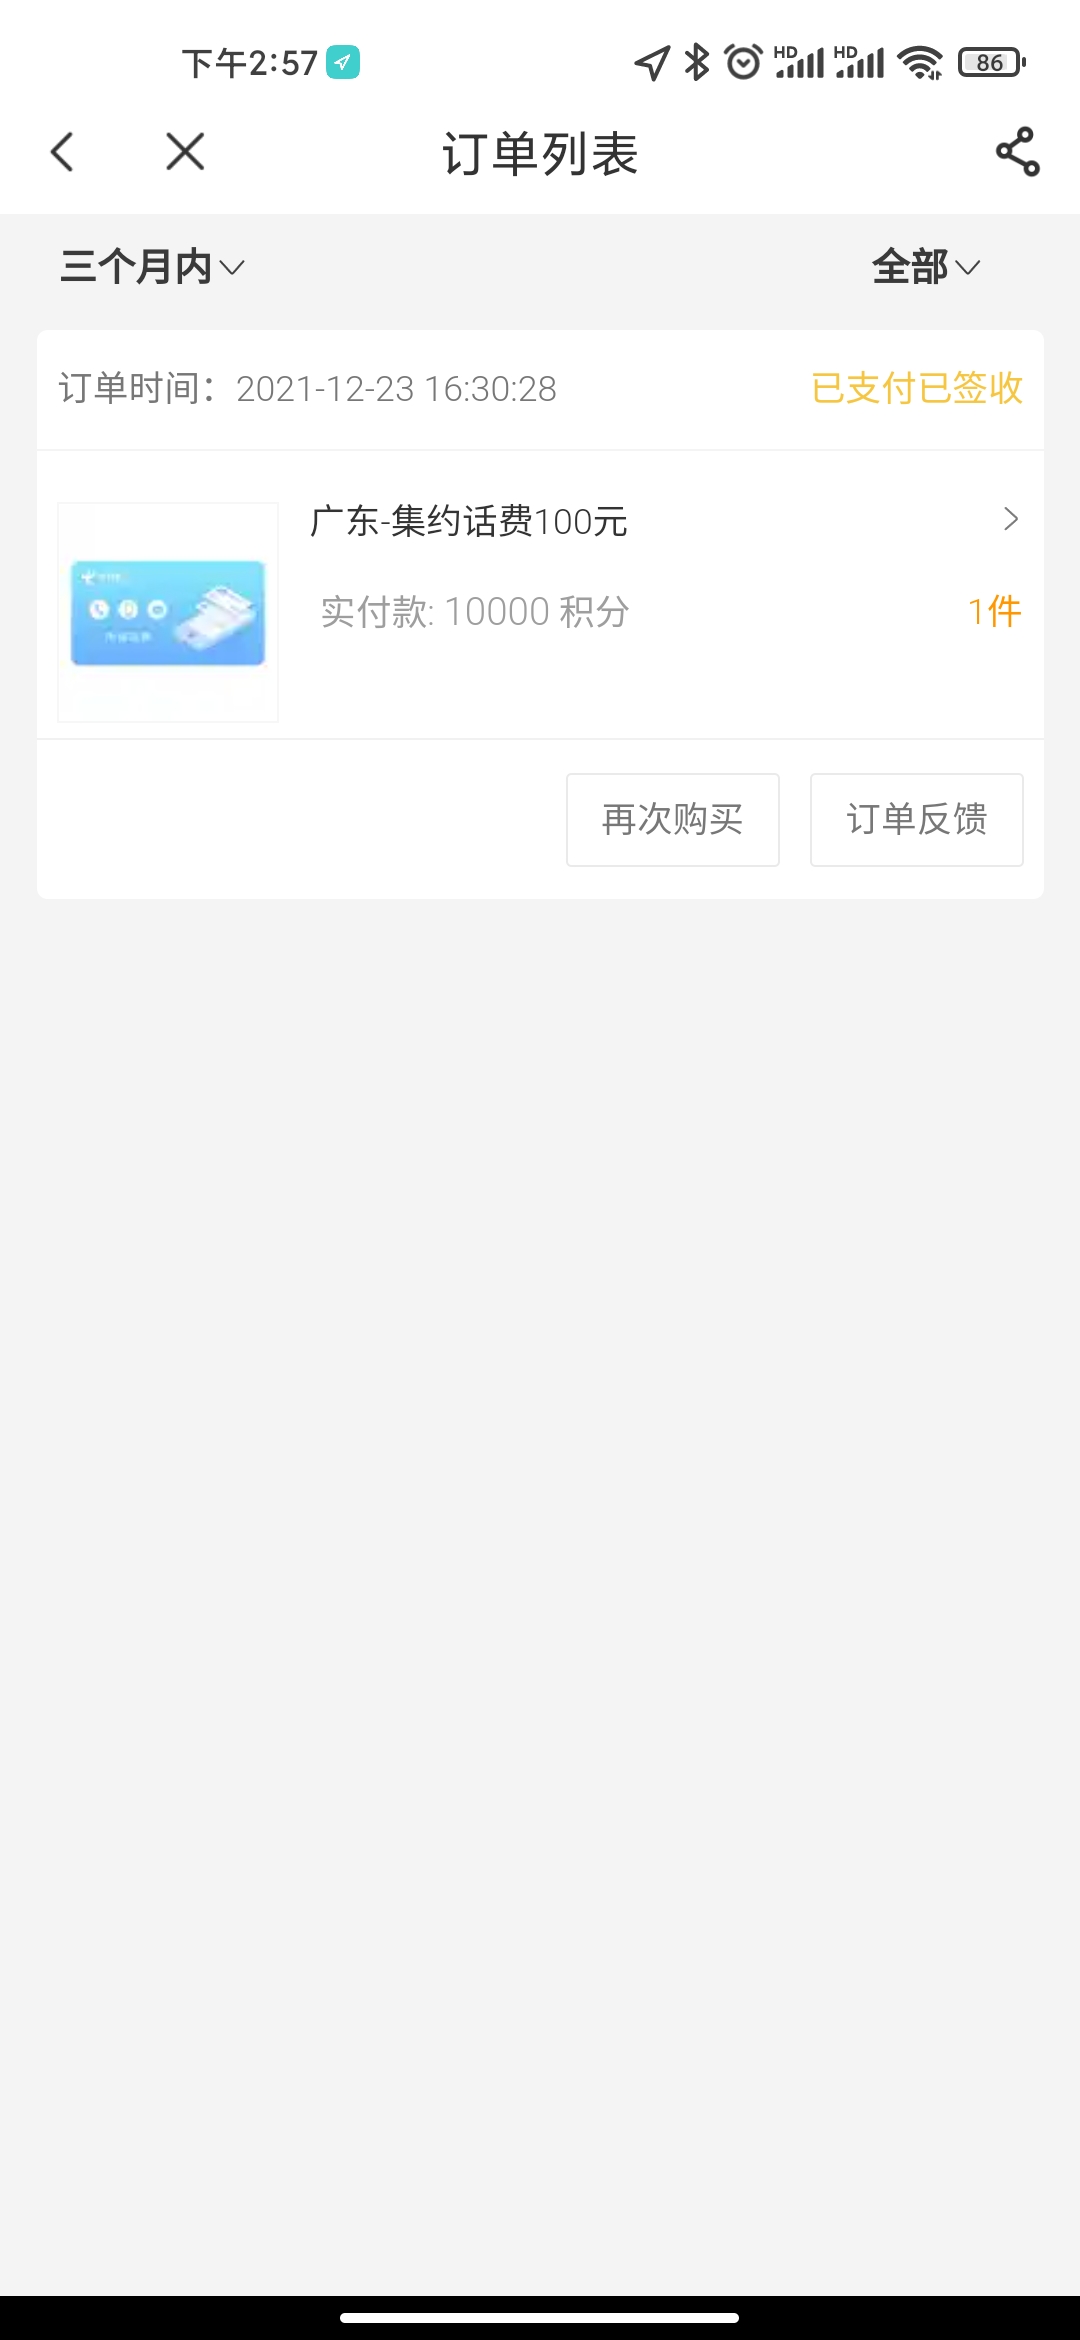 下午2:57
HD HD 86
订单列表
三个月内 全部
订单时间：2021-12-23 16:30:28 已支付已签收
广东-集约话费100元
实付款: 10000 积分 1件
再次购买 订单反馈